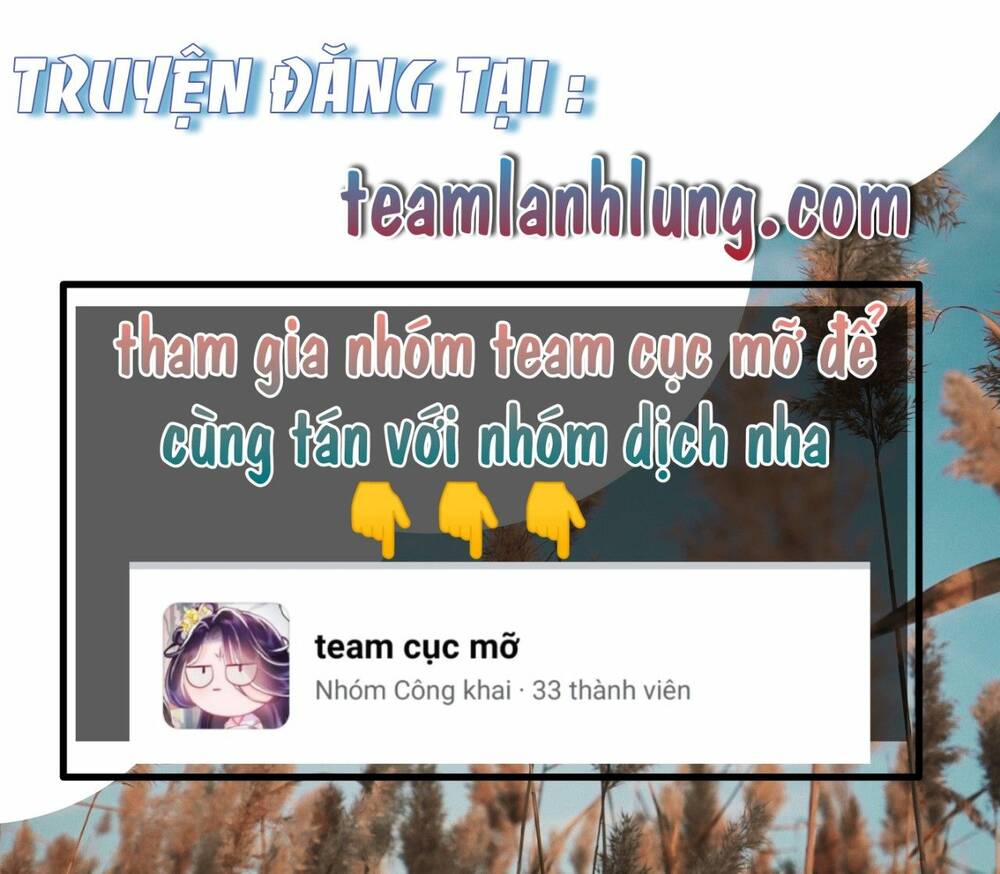 TRUYỆN ĐĂNG TẠI :
teamlanhlung.com
tham gia nhóm team cục mỡ để
cùng tán với nhóm dịch nha
team cục mỡ
Nhóm Công khai · 33 thành viên